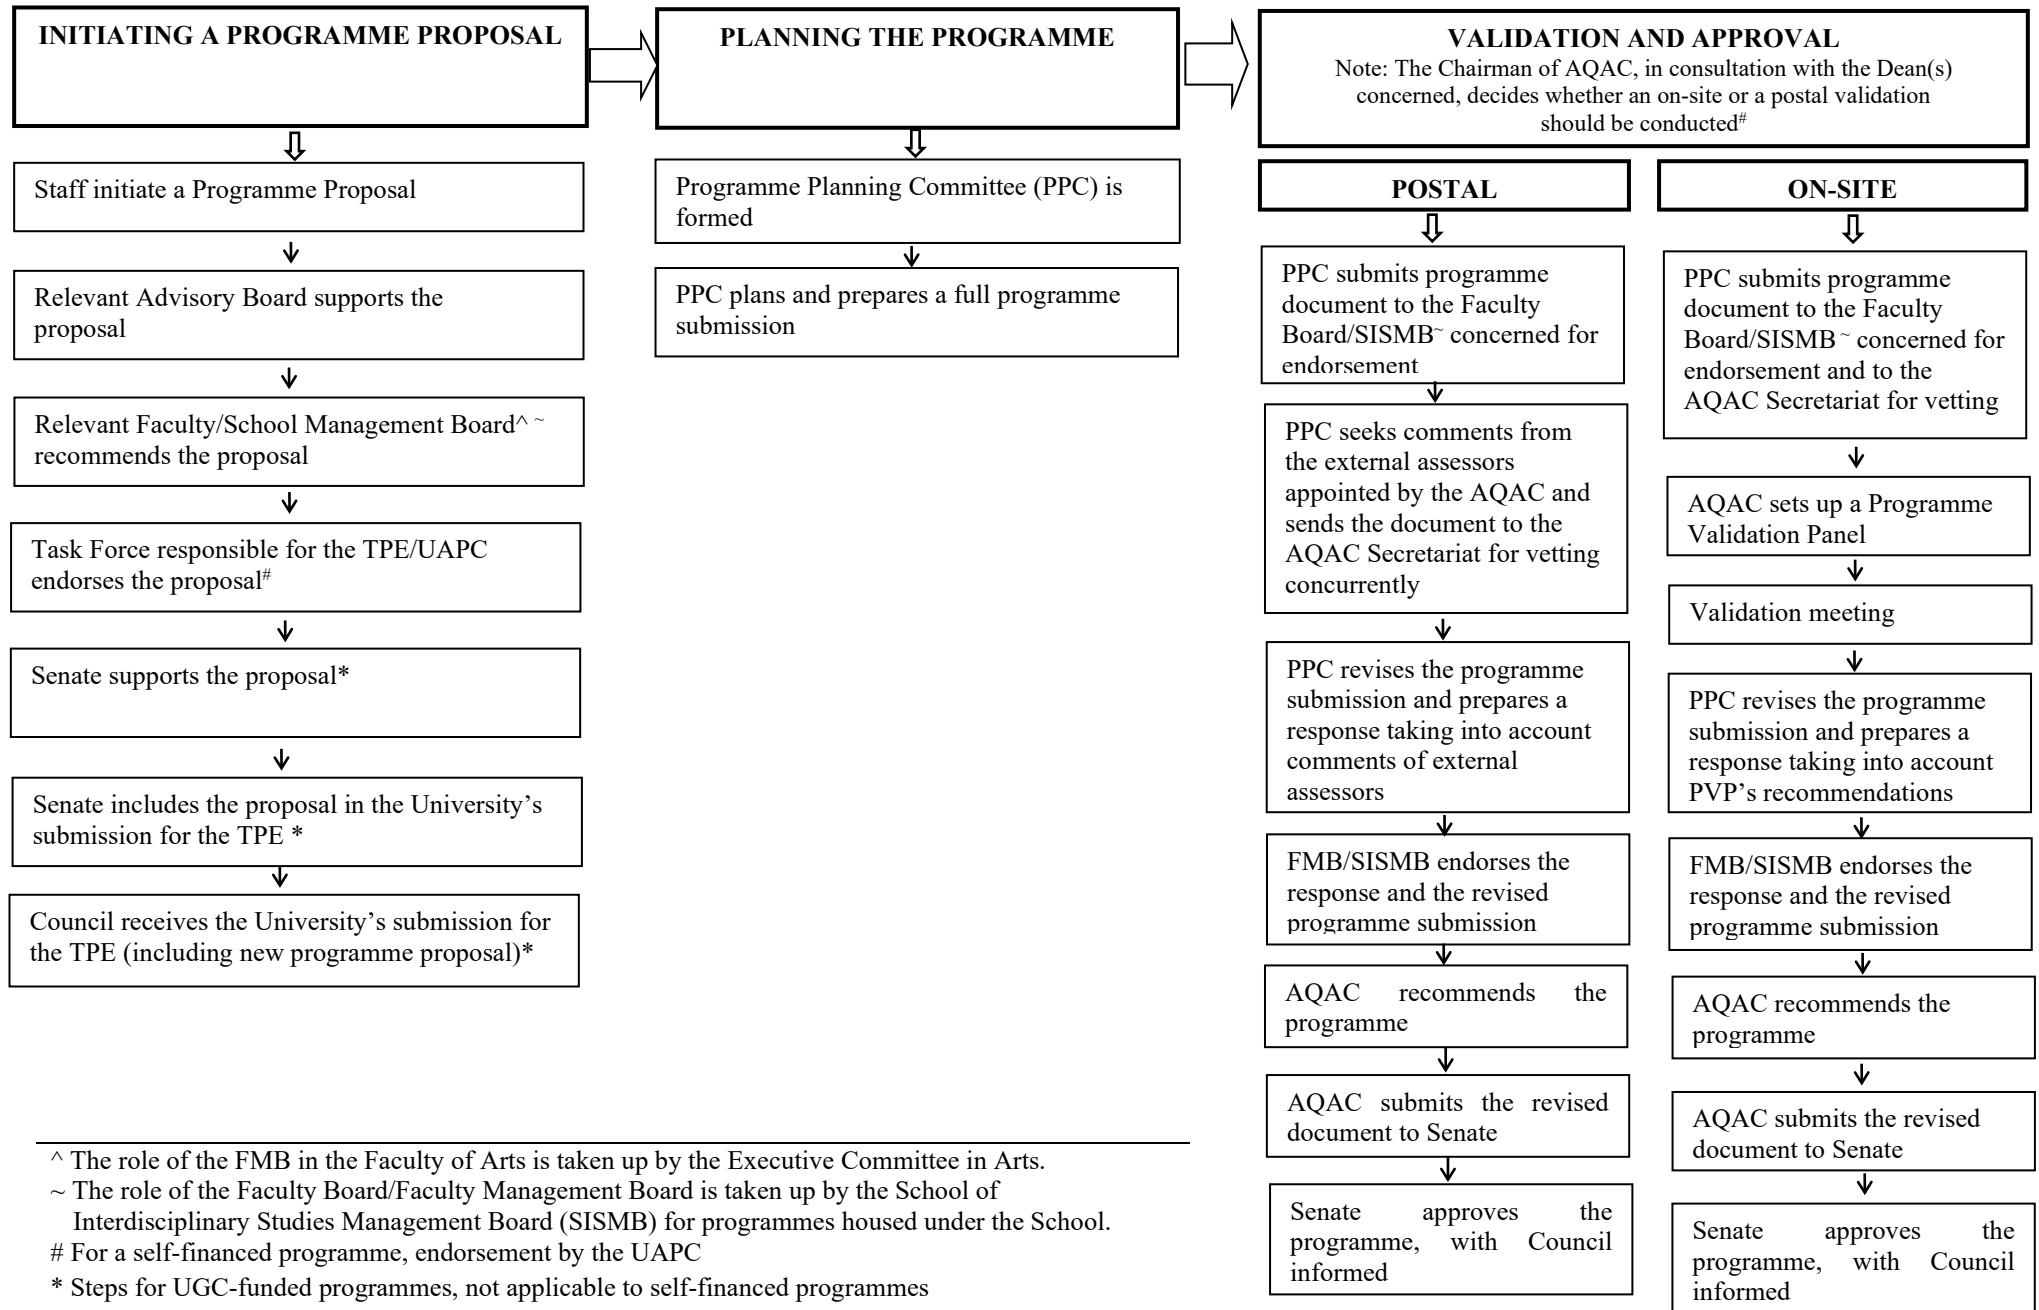 INITIATING A PROGRAMME PROPOSAL
Staff initiate a Programme Proposal
Relevant Advisory Board supports the
proposal
Relevant Faculty/School Management Board^ ~
recommends the proposal
Task Force responsible for the TPE/UAPC
endorses the proposal#
Senate supports the proposal*
Senate includes the proposal in the University’s
submission for the TPE *
Council receives the University’s submission for
the TPE (including new programme proposal)*
PLANNING THE PROGRAMME
Programme Planning Committee (PPC) is
formed
PPC plans and prepares a full programme
submission
VALIDATION AND APPROVAL
Note: The Chairman of AQAC, in consultation with the Dean(s)
concerned, decides whether an on-site or a postal validation
should be conducted#
POSTAL
PPC submits programme
document to the Faculty
Board/SISMB~ concerned for
endorsement
PPC seeks comments from
the external assessors
appointed by the AQAC and
sends the document to the
AQAC Secretariat for vetting
concurrently
PPC revises the programme
submission and prepares a
response taking into account
comments of external
assessors
FMB/SISMB endorses the
response and the revised
programme submission
AQAC recommends the
programme
AQAC submits the revised
document to Senate
Senate approves the
programme, with Council
informed
ON-SITE
PPC submits programme
document to the Faculty
Board/SISMB ~ concerned for
endorsement and to the
AQAC Secretariat for vetting
AQAC sets up a Programme
Validation Panel
Validation meeting
PPC revises the programme
submission and prepares a
response taking into account
PVP’s recommendations
FMB/SISMB endorses the
response and the revised
programme submission
AQAC recommends the
programme
AQAC submits the revised
document to Senate
Senate approves the
programme, with Council
informed
^ The role of the FMB in the Faculty of Arts is taken up by the Executive Committee in Arts.
~ The role of the Faculty Board/Faculty Management Board is taken up by the School of
Interdisciplinary Studies Management Board (SISMB) for programmes housed under the School.
# For a self-financed programme, endorsement by the UAPC
* Steps for UGC-funded programmes, not applicable to self-financed programmes